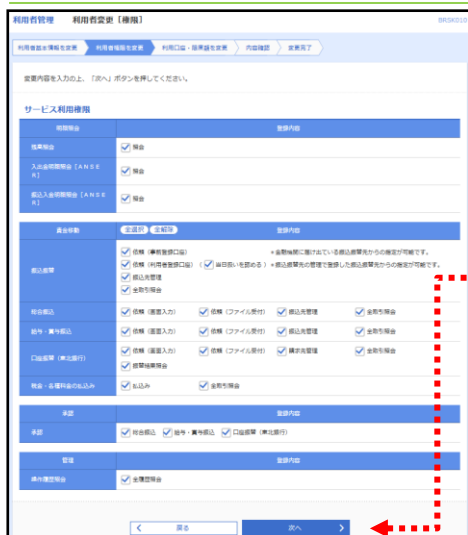 利用者管理　利用者変更［権限］ BRSK010
利用者基本情報を変更　利用者権限を変更　利用口座・限度額を変更　内容確認　変更完了
変更内容を入力の上、「次へ」ボタンを押してください。
サービス利用権限
明細照会　登録内容
残高照会　照会
入出金明細照会［ANSE
R］　照会
振込入金明細照会［ANSE
R］　照会
資金移動　全選択　全解除　登録内容
振込振替
依頼（事前登録口座）　＊金融機関に届け出ている振込振替先からの指定が可能です。
依頼（利用者登録口座）（ 当日扱いを認める ）＊振込振替先の管理で登録した振込振替先からの指定が可能です。
振込先管理
全取引照会
総合振込　依頼（画面入力）　依頼（ファイル受付）　振込先管理　全取引照会
給与・賞与振込　依頼（画面入力）　依頼（ファイル受付）　振込先管理　全取引照会
口座振替（東北銀行）　依頼（画面入力）　依頼（ファイル受付）　請求先管理　全取引照会
振替結果照会
税金・各種料金の払込み　払込み　全取引照会
承認　登録内容
承認　総合振込　給与・賞与振込　口座振替（東北銀行）
管理　登録内容
操作履歴照会　全履歴照会
戻る　次へ